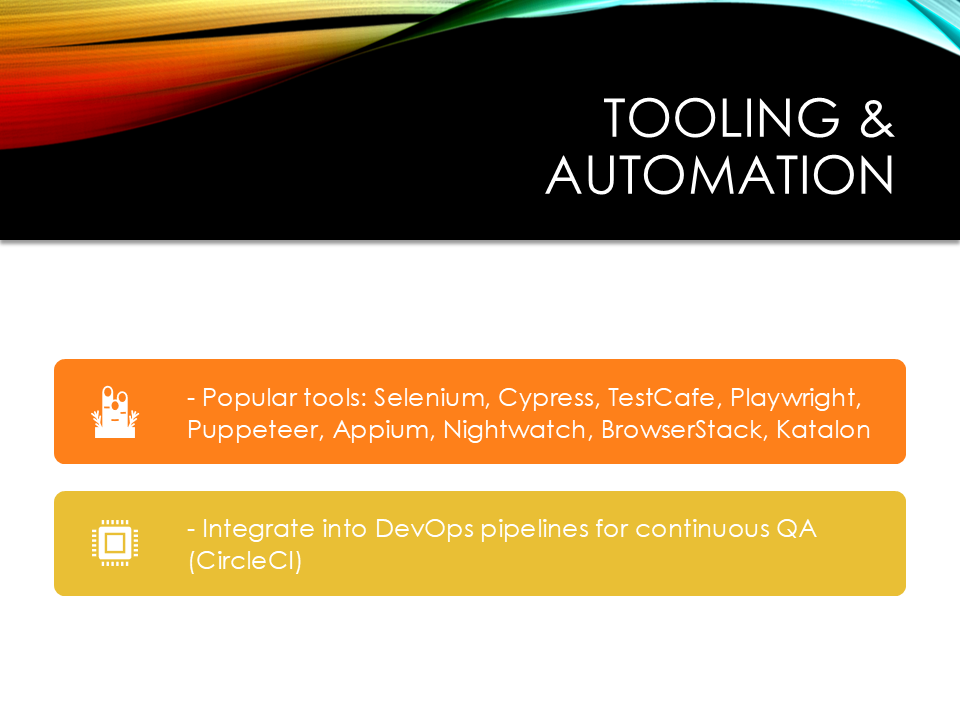 TOOLING &
AUTOMATION
- Popular tools: Selenium, Cypress, TestCafe, Playwright,
Puppeteer, Appium, Nightwatch, BrowserStack, Katalon
- Integrate into DevOps pipelines for continuous QA
(CircleCI)